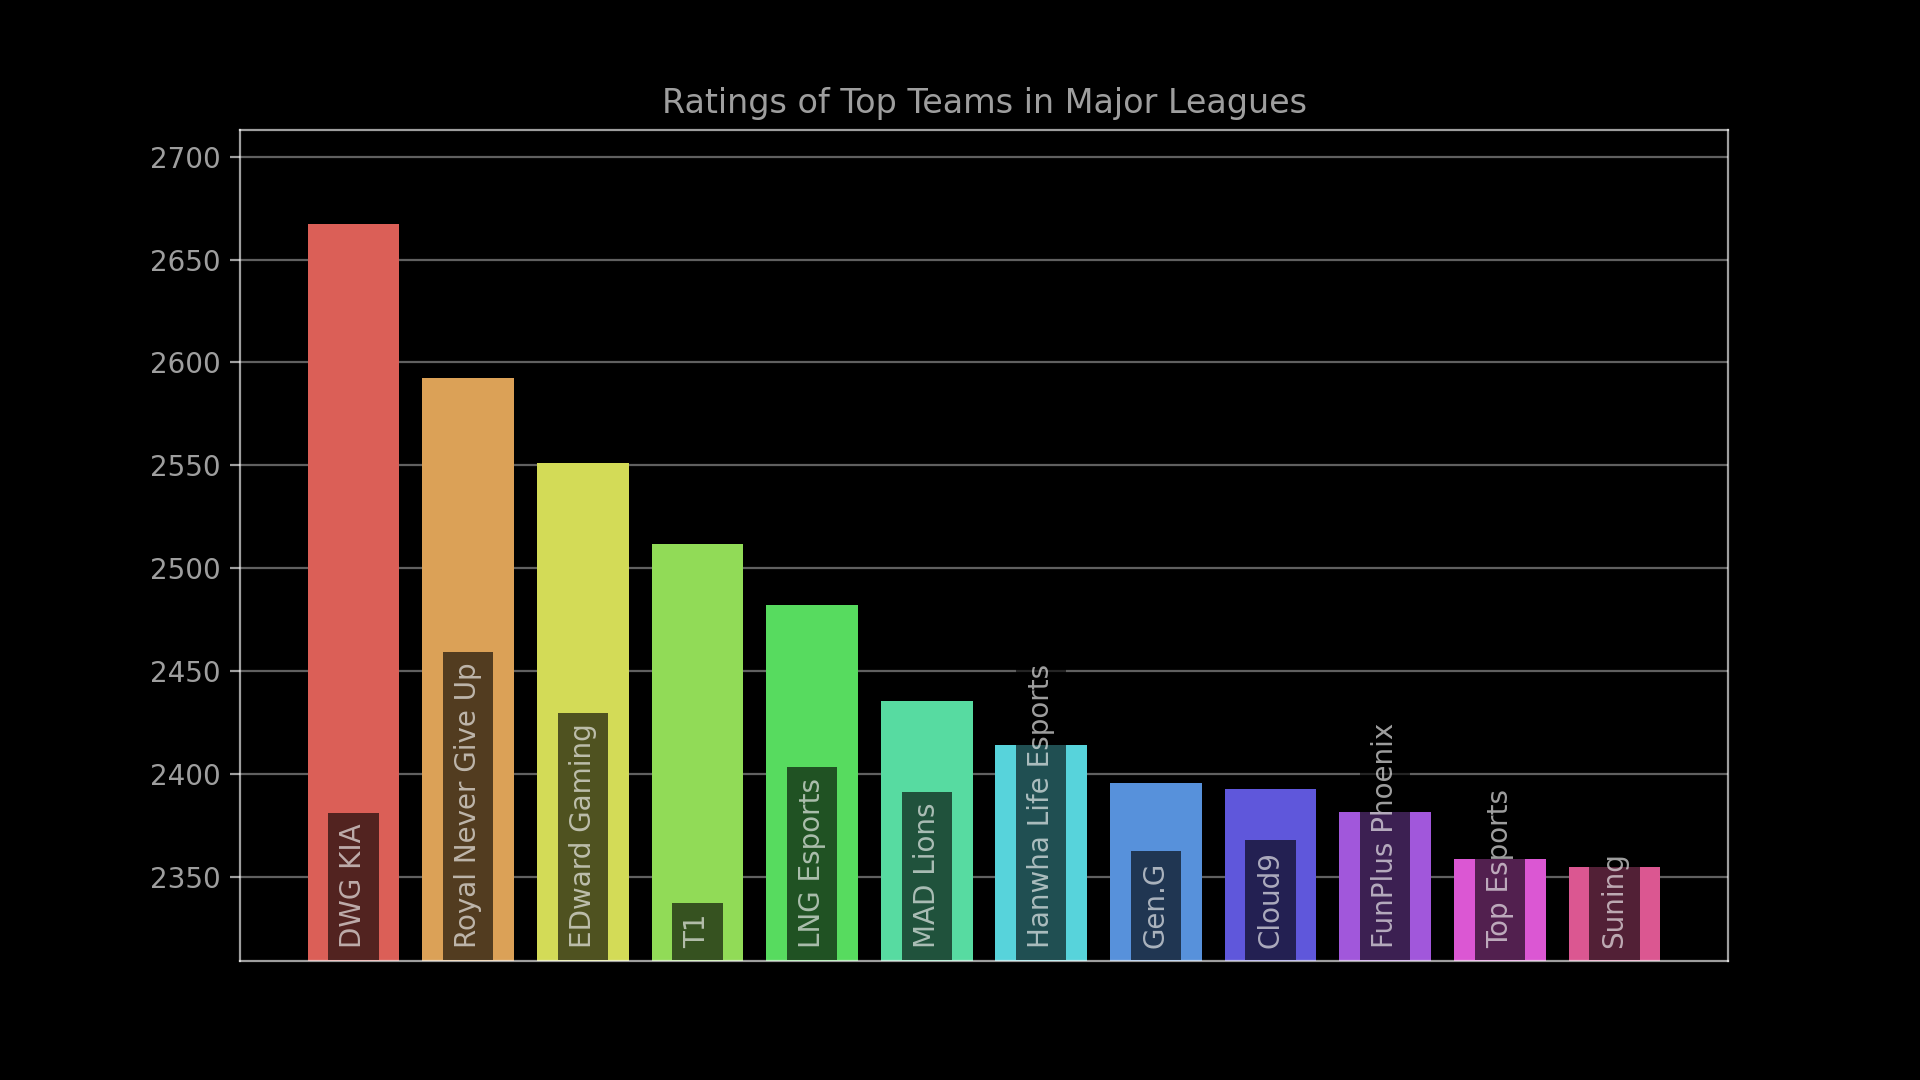 Ratings of Top Teams in Major Leagues
2700
2650
2600
2550
2500
2450
2400
2350
DWG KIA
Royal Never Give Up
EDward Gaming
T1
LNG Esports
MAD Lions
Hanwha Life Esports
Gen.G
Cloud9
FunPlus Phoenix
Top Esports
Suning